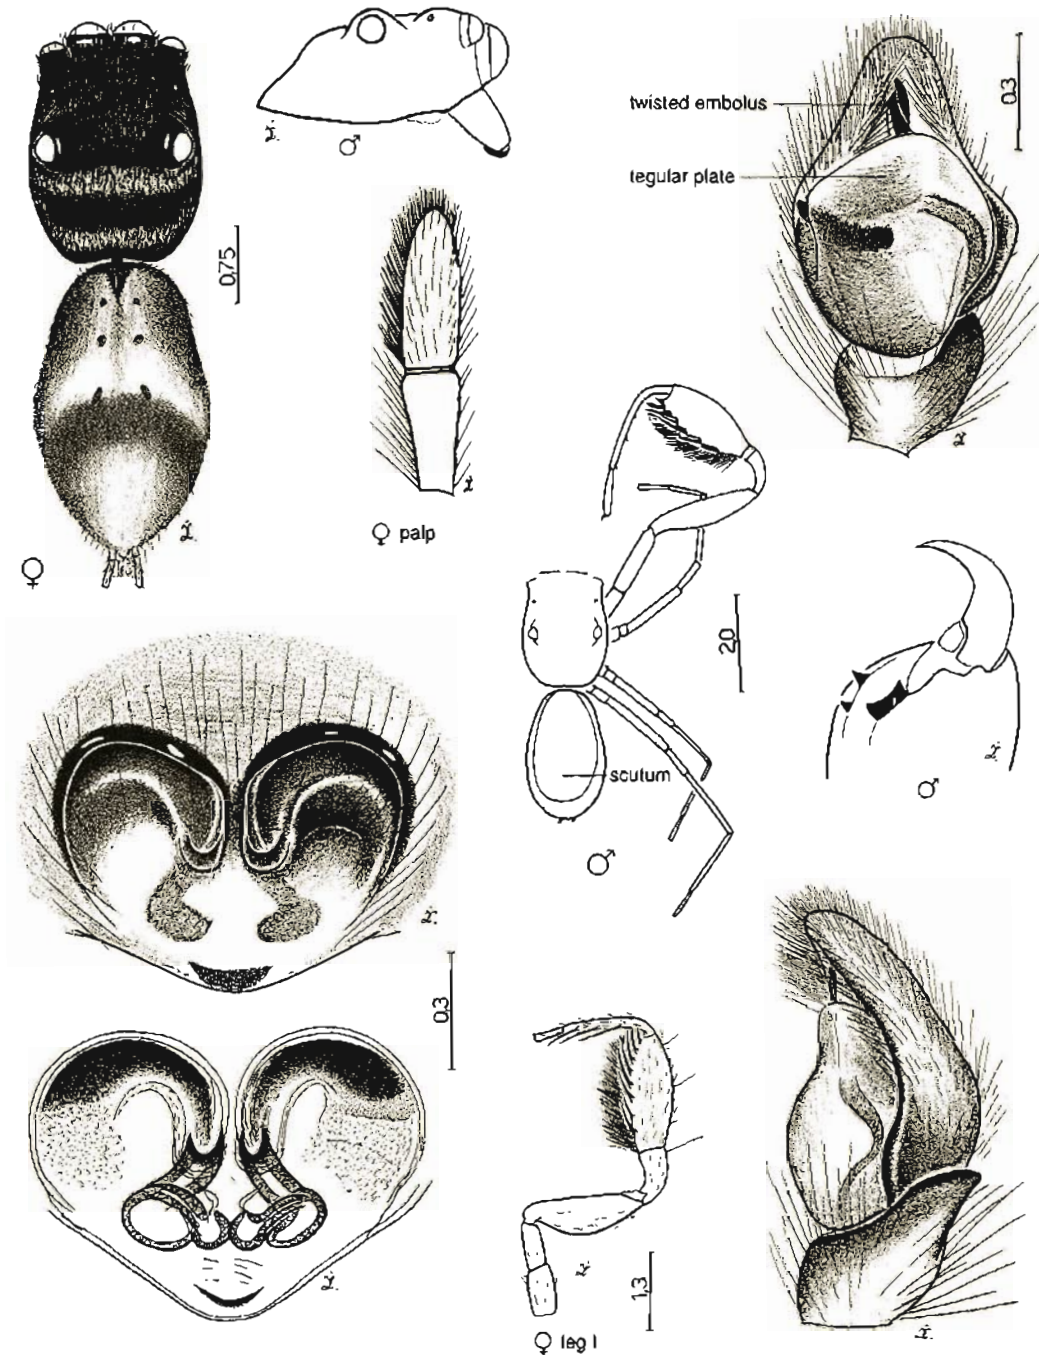 ♂
twisted embolus
0.3
tegular plate
0.75
♀
♀ palp
2.0
scutum
♂
♂
0.3
1.3
♀ leg I